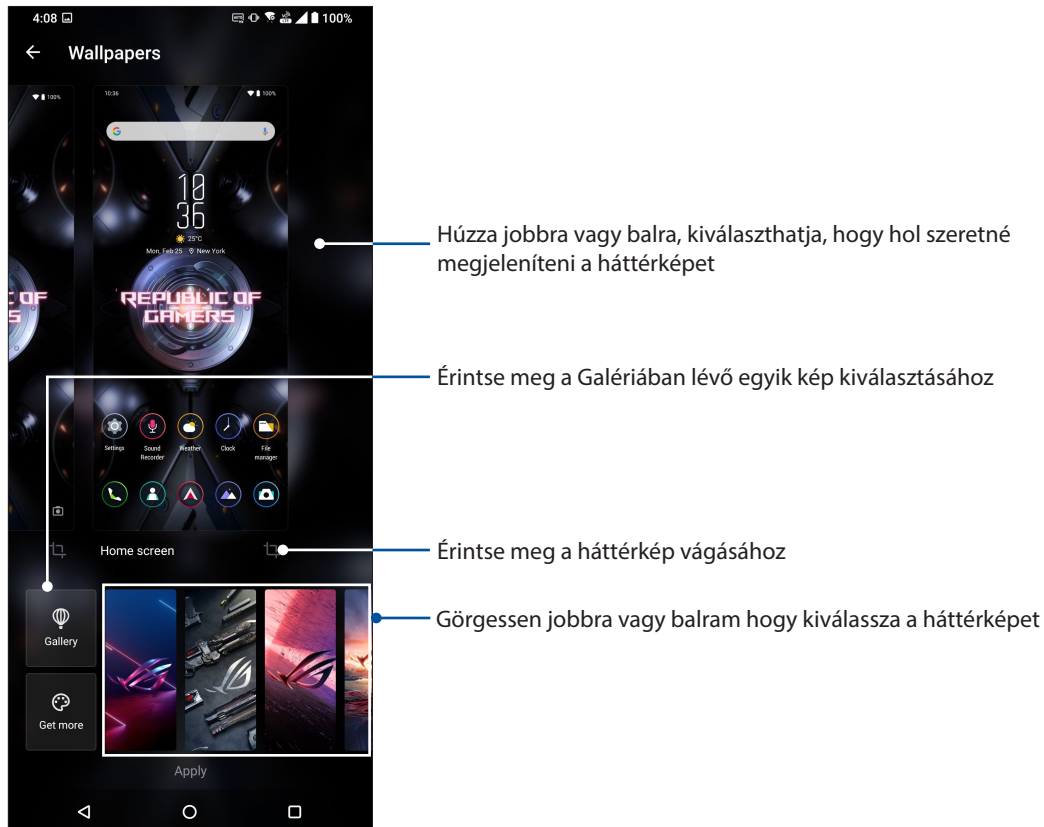 4:08 100%
Wallpapers
100%
10:36 100%
G
10
36
25°C
Mon, Feb 25 New York
OF
S
REPUBLIC OF
GAMERS
Settings Sound Recorder Weather Clock File manager
Home screen
Gallery
Get more
Apply
Húzza jobbra vagy balra, kiválaszthatja, hogy hol szeretné
megjeleníteni a háttérképet
Érintse meg a Galériában lévő egyik kép kiválasztásához
Érintse meg a háttérkép vágásához
Görgessen jobbra vagy balram hogy kiválassza a háttérképet